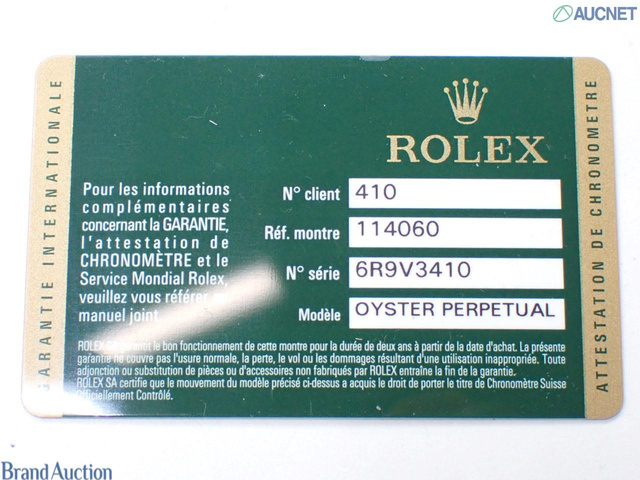 AUCNET
ROLEX
GARANTIE INTERNATIONALE
ATTESTATION DE CHRONOMETRE
Pour les informations
complémentaires
concernant la GARANTIE,
l'attestation de
CHRONOMÈTRE et le
Service Mondial Rolex,
veuillez vous référer au
manuel joint.
N° client 410
Réf. montre 114060
N° série 6R9V3410
Modèle OYSTER PERPETUAL
ROLEX SA garantit le bon fonctionnement de cette montre pour la durée de deux ans à partir de la date d'achat. La présente
garantie ne couvre pas l'usure normale, la perte, le vol ou les dommages résultant d'une utilisation inappropriée. Toute
adjonction ou substitution de pièces ou d'accessoires non fabriqués par ROLEX entraîne la fin de la garantie.
ROLEX SA certifie que le mouvement du modèle précisé ci-dessus a acquis le droit de porter le titre de Chronomètre Suisse
Officiellement Contrôlé.
Brand Auction